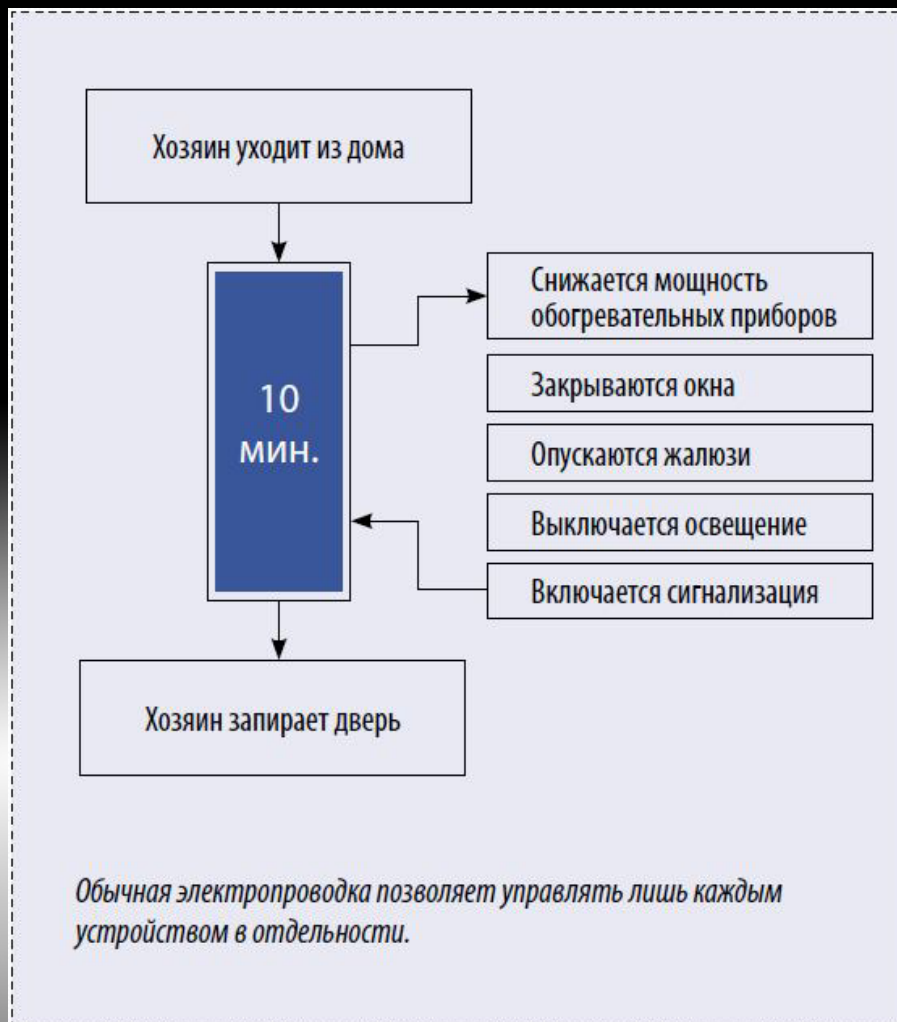 Хозяин уходит из дома
10
мин.
Снижается мощность
обогревательных приборов
Закрываются окна
Опускаются жалюзи
Выключается освещение
Включается сигнализация
Хозяин запирает дверь
Обычная электропроводка позволяет управлять лишь каждым
устройством в отдельности.